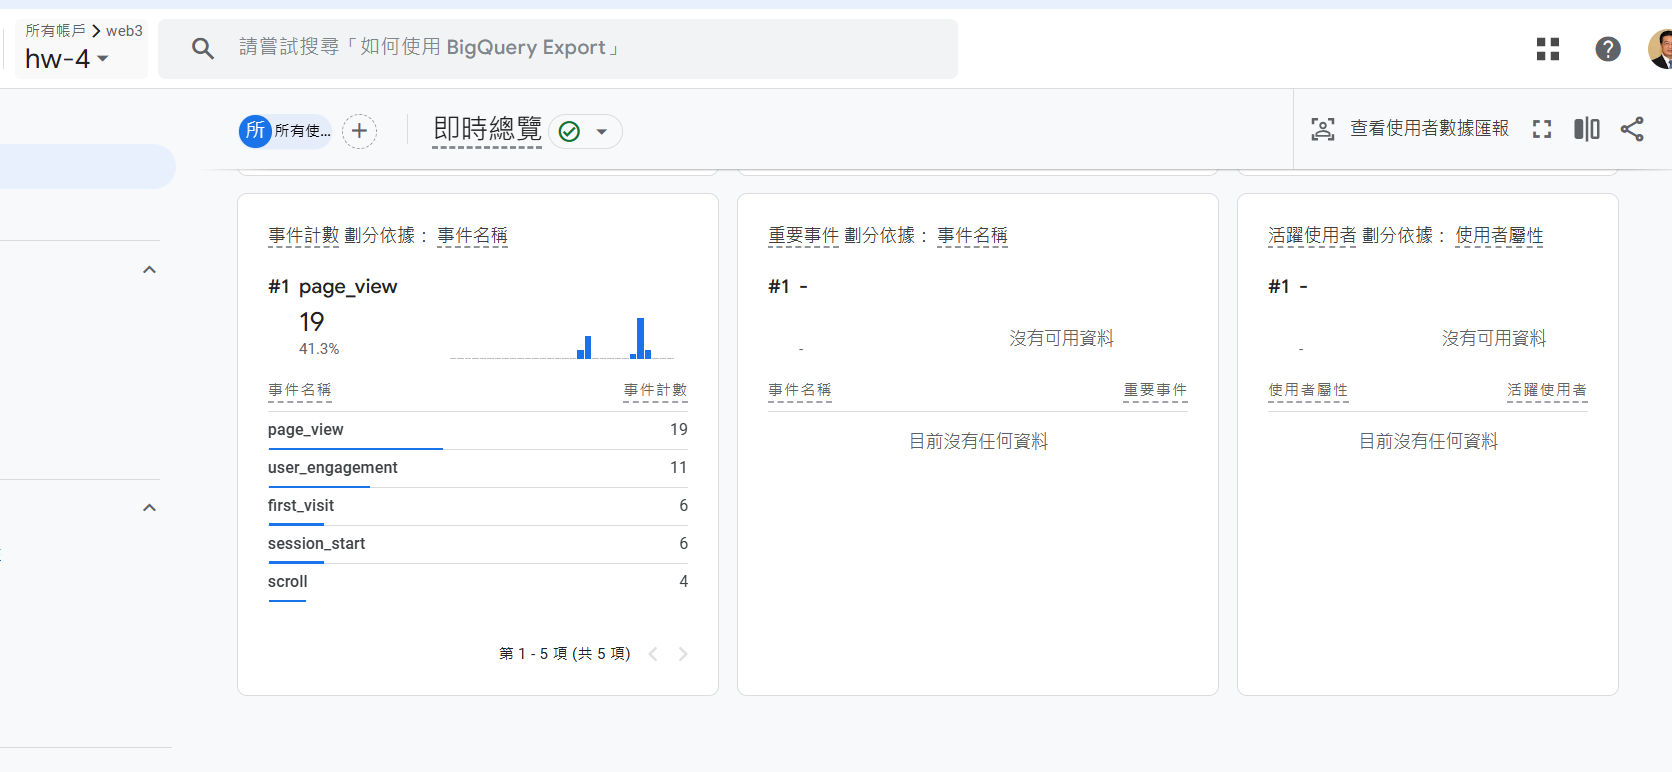 所有帳戶 > web3
hw-4
請嘗試搜尋「如何使用 BigQuery Export」
所 所有使...
即時總覽
查看使用者數據匯報
事件計數 劃分依據： 事件名稱
#1 page_view
19
41.3%
事件名稱 事件計數
page_view 19
user_engagement 11
first_visit 6
session_start 6
scroll 4
第 1 - 5 項 (共 5 項)
重要事件 劃分依據： 事件名稱
#1 -
-
沒有可用資料
事件名稱 重要事件
目前沒有任何資料
活躍使用者 劃分依據： 使用者屬性
#1 -
-
沒有可用資料
使用者屬性 活躍使用者
目前沒有任何資料